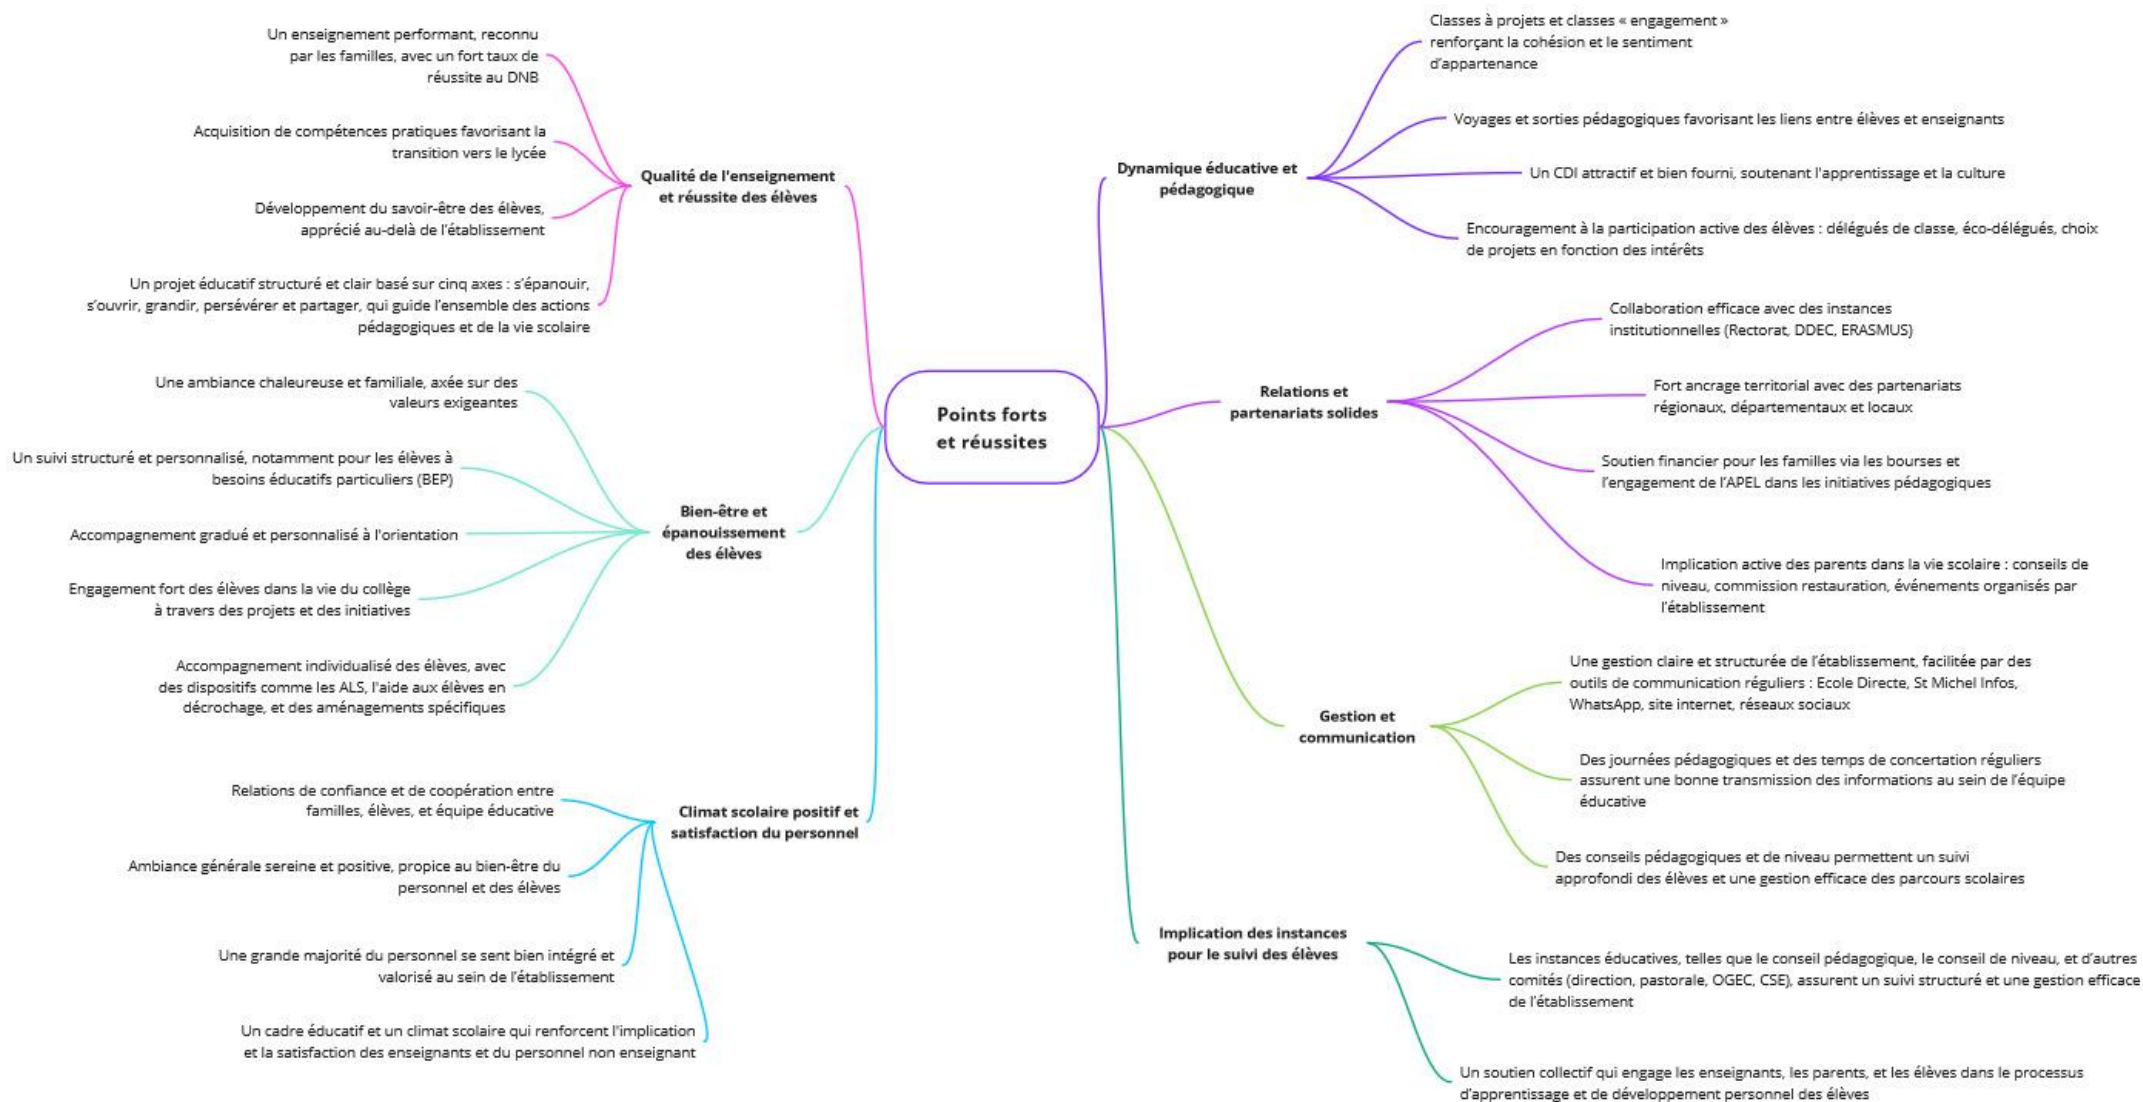 Points forts
et réussites
Qualité de l'enseignement
et réussite des élèves
Un enseignement performant, reconnu
par les familles, avec un fort taux de
réussite au DNB
Acquisition de compétences pratiques favorisant la
transition vers le lycée
Développement du savoir-être des élèves,
apprécié au-delà de l'établissement
Un projet éducatif structuré et clair basé sur cinq axes : s'épanouir,
s'ouvrir, grandir, persévérer et partager, qui guide l'ensemble des actions
pédagogiques et de la vie scolaire
Bien-être et
épanouissement
des élèves
Une ambiance chaleureuse et familiale, axée sur des
valeurs exigeantes
Un suivi structuré et personnalisé, notamment pour les élèves à
besoins éducatifs particuliers (BEP)
Accompagnement gradué et personnalisé à l'orientation
Engagement fort des élèves dans la vie du collège
à travers des projets et des initiatives
Accompagnement individualisé des élèves, avec
des dispositifs comme les ALS, l'aide aux élèves en
décrochage, et des aménagements spécifiques
Climat scolaire positif et
satisfaction du personnel
Relations de confiance et de coopération entre
familles, élèves, et équipe éducative
Ambiance générale sereine et positive, propice au bien-être du
personnel et des élèves
Une grande majorité du personnel se sent bien intégré et
valorisé au sein de l'établissement
Un cadre éducatif et un climat scolaire qui renforcent l'implication
et la satisfaction des enseignants et du personnel non enseignant
Dynamique éducative et
pédagogique
Classes à projets et classes « engagement »
renforçant la cohésion et le sentiment
d'appartenance
Voyages et sorties pédagogiques favorisant les liens entre élèves et enseignants
Un CDI attractif et bien fourni, soutenant l'apprentissage et la culture
Encouragement à la participation active des élèves : délégués de classe, éco-délégués, choix
de projets en fonction des intérêts
Relations et
partenariats solides
Collaboration efficace avec des instances
institutionnelles (Rectorat, DDEC, ERASMUS)
Fort ancrage territorial avec des partenariats
régionaux, départementaux et locaux
Soutien financier pour les familles via les bourses et
l'engagement de l'APEL dans les initiatives pédagogiques
Implication active des parents dans la vie scolaire : conseils de
niveau, commission restauration, événements organisés par
l'établissement
Gestion et
communication
Une gestion claire et structurée de l'établissement, facilitée par des
outils de communication réguliers : Ecole Directe, St Michel Infos,
WhatsApp, site internet, réseaux sociaux
Des journées pédagogiques et des temps de concertation réguliers
assurent une bonne transmission des informations au sein de l'équipe
éducative
Des conseils pédagogiques et de niveau permettent un suivi
approfondi des élèves et une gestion efficace des parcours scolaires
Implication des instances
pour le suivi des élèves
Les instances éducatives, telles que le conseil pédagogique, le conseil de niveau, et d'autres
comités (direction, pastorale, OGEC, CSE), assurent un suivi structuré et une gestion efficace
de l'établissement
Un soutien collectif qui engage les enseignants, les parents, et les élèves dans le processus
d'apprentissage et de développement personnel des élèves